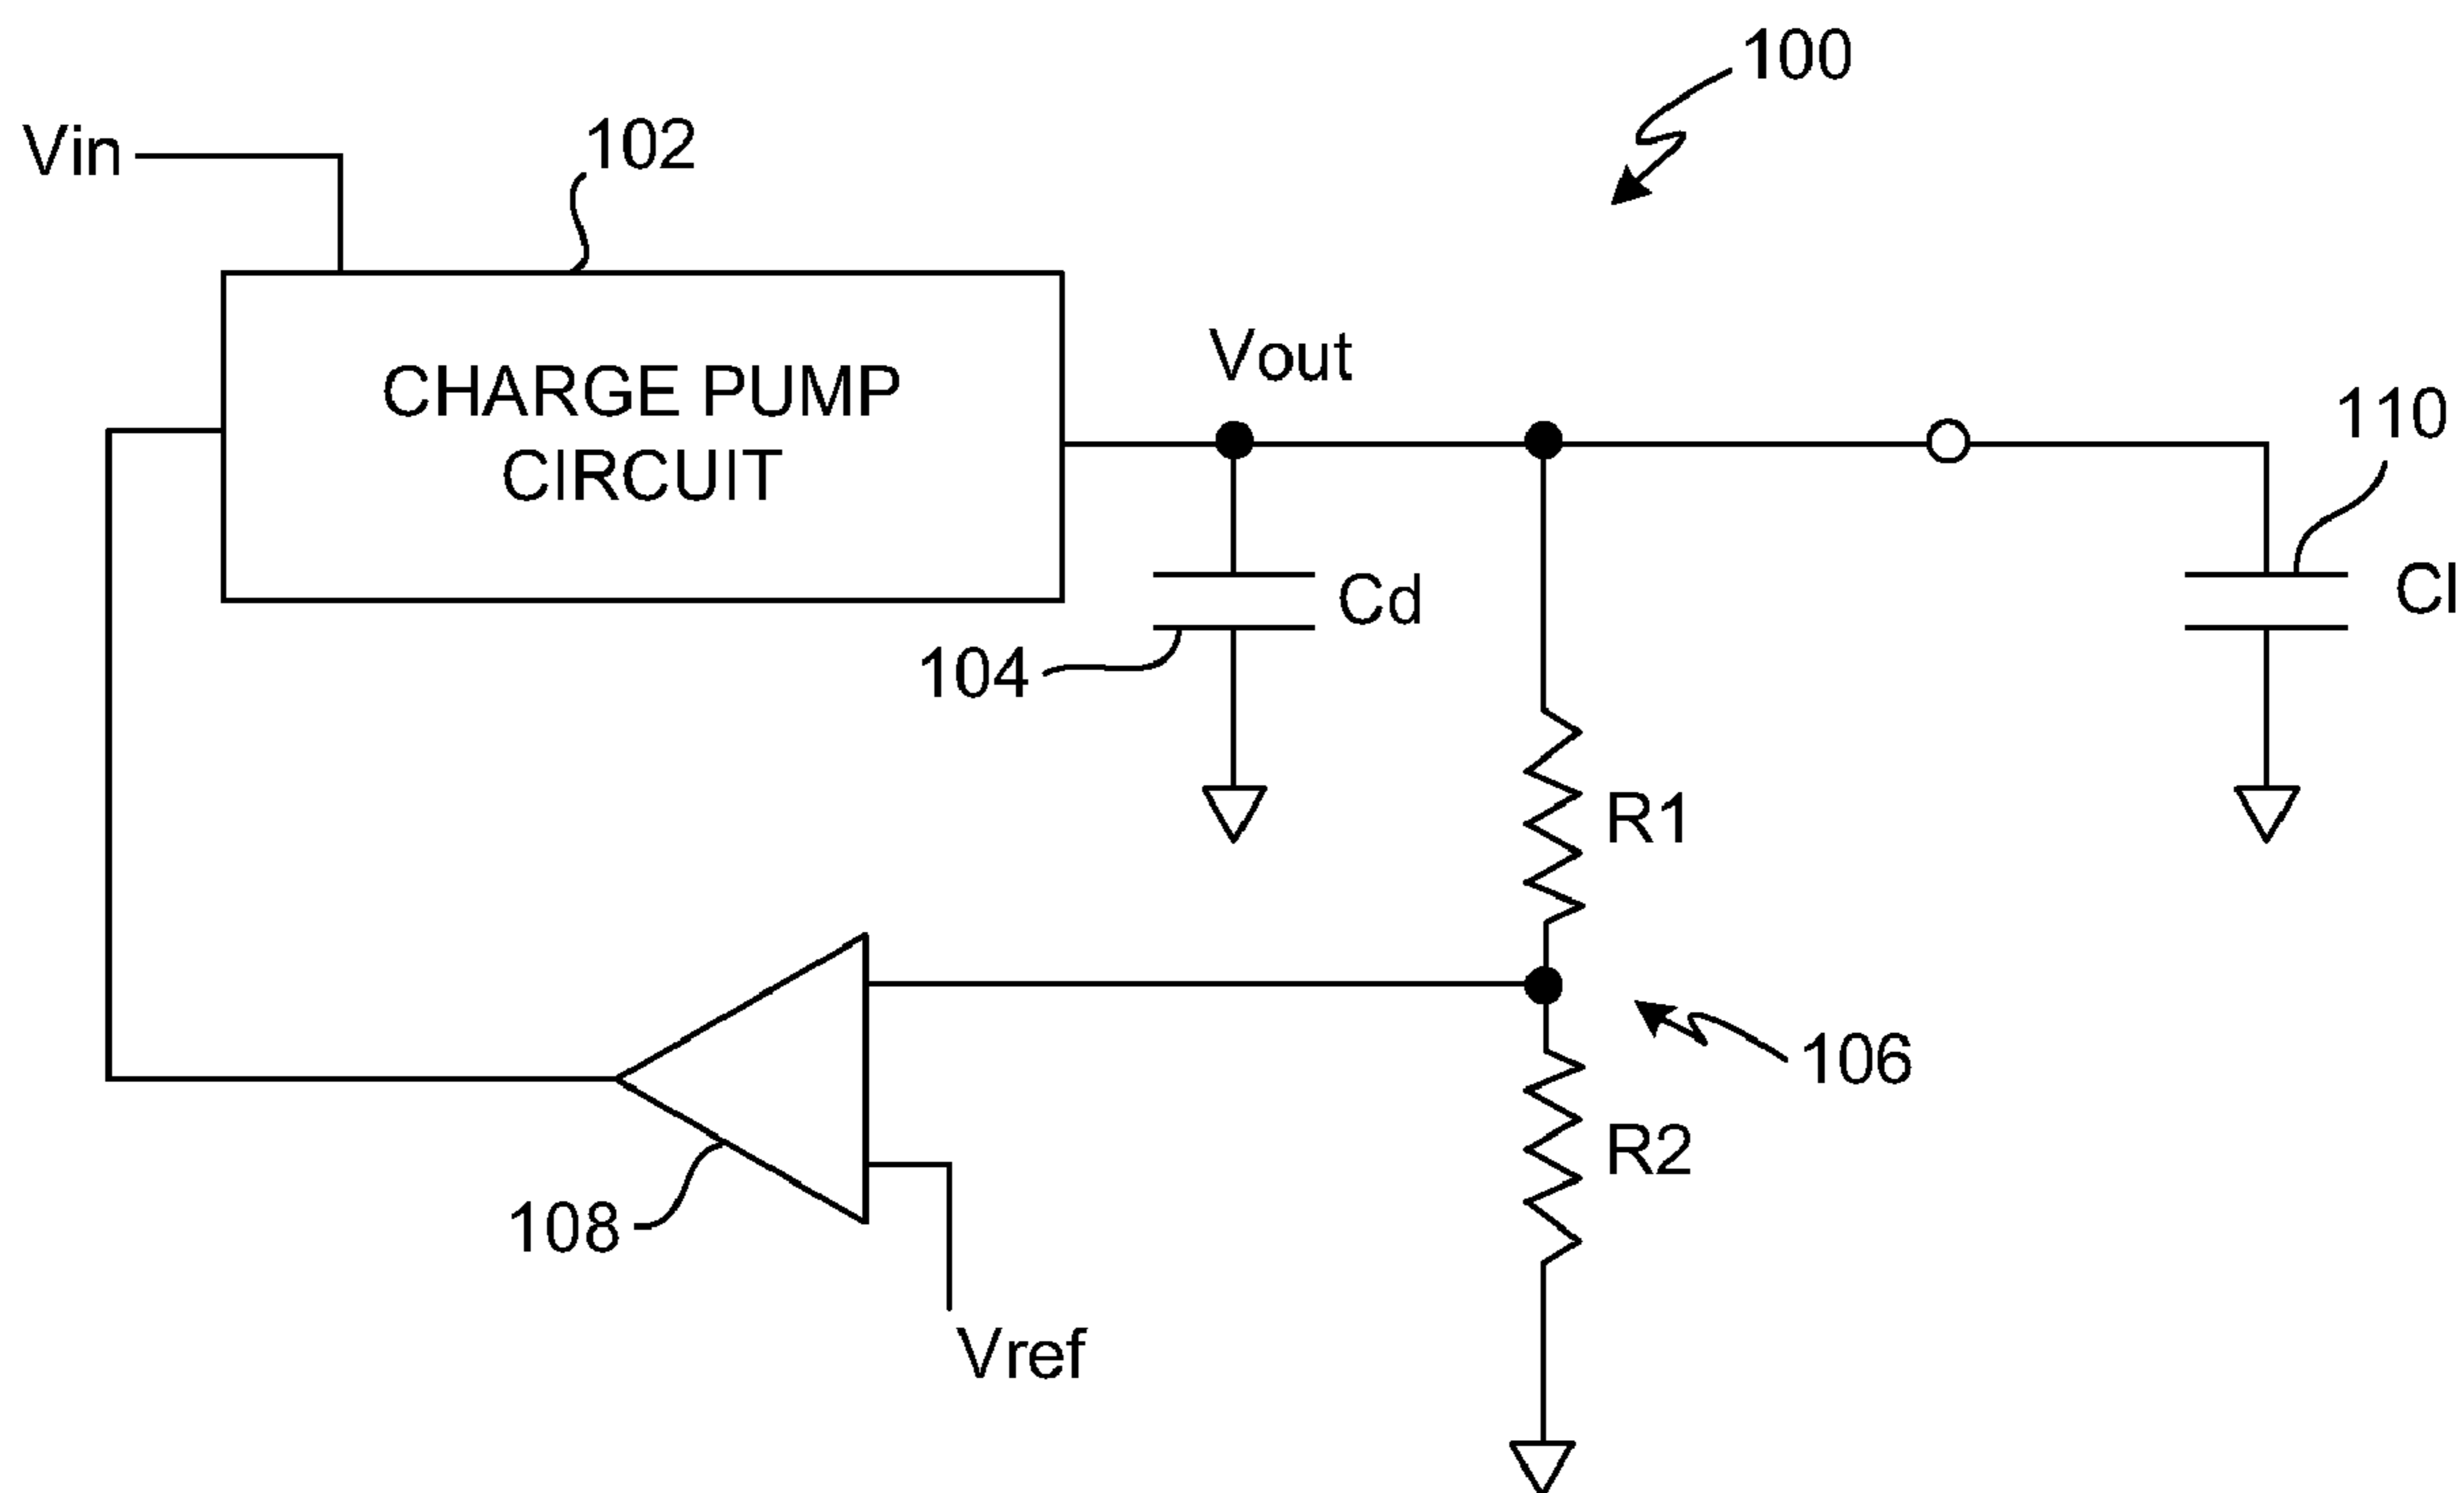 100
Vin
102
CHARGE PUMP
CIRCUIT
Vout
110
Cd
Cl
104
R1
106
R2
108
Vref